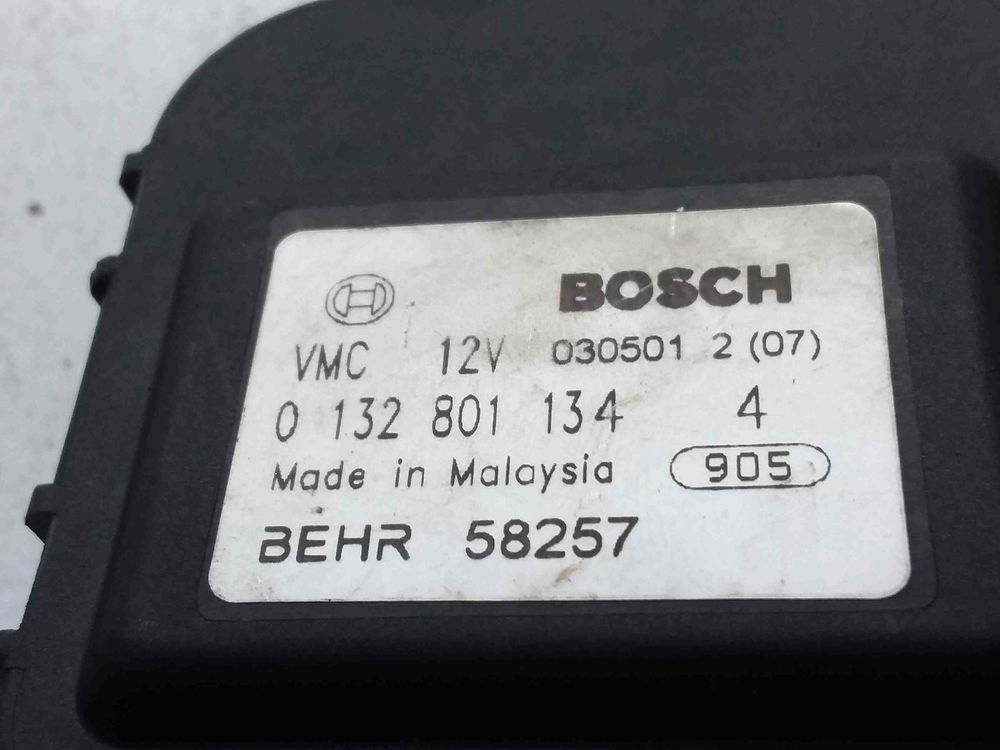 BOSCH
VMC 12V 030501 2 (07)
0 132 801 134 4
Made in Malaysia 905
BEHR 58257